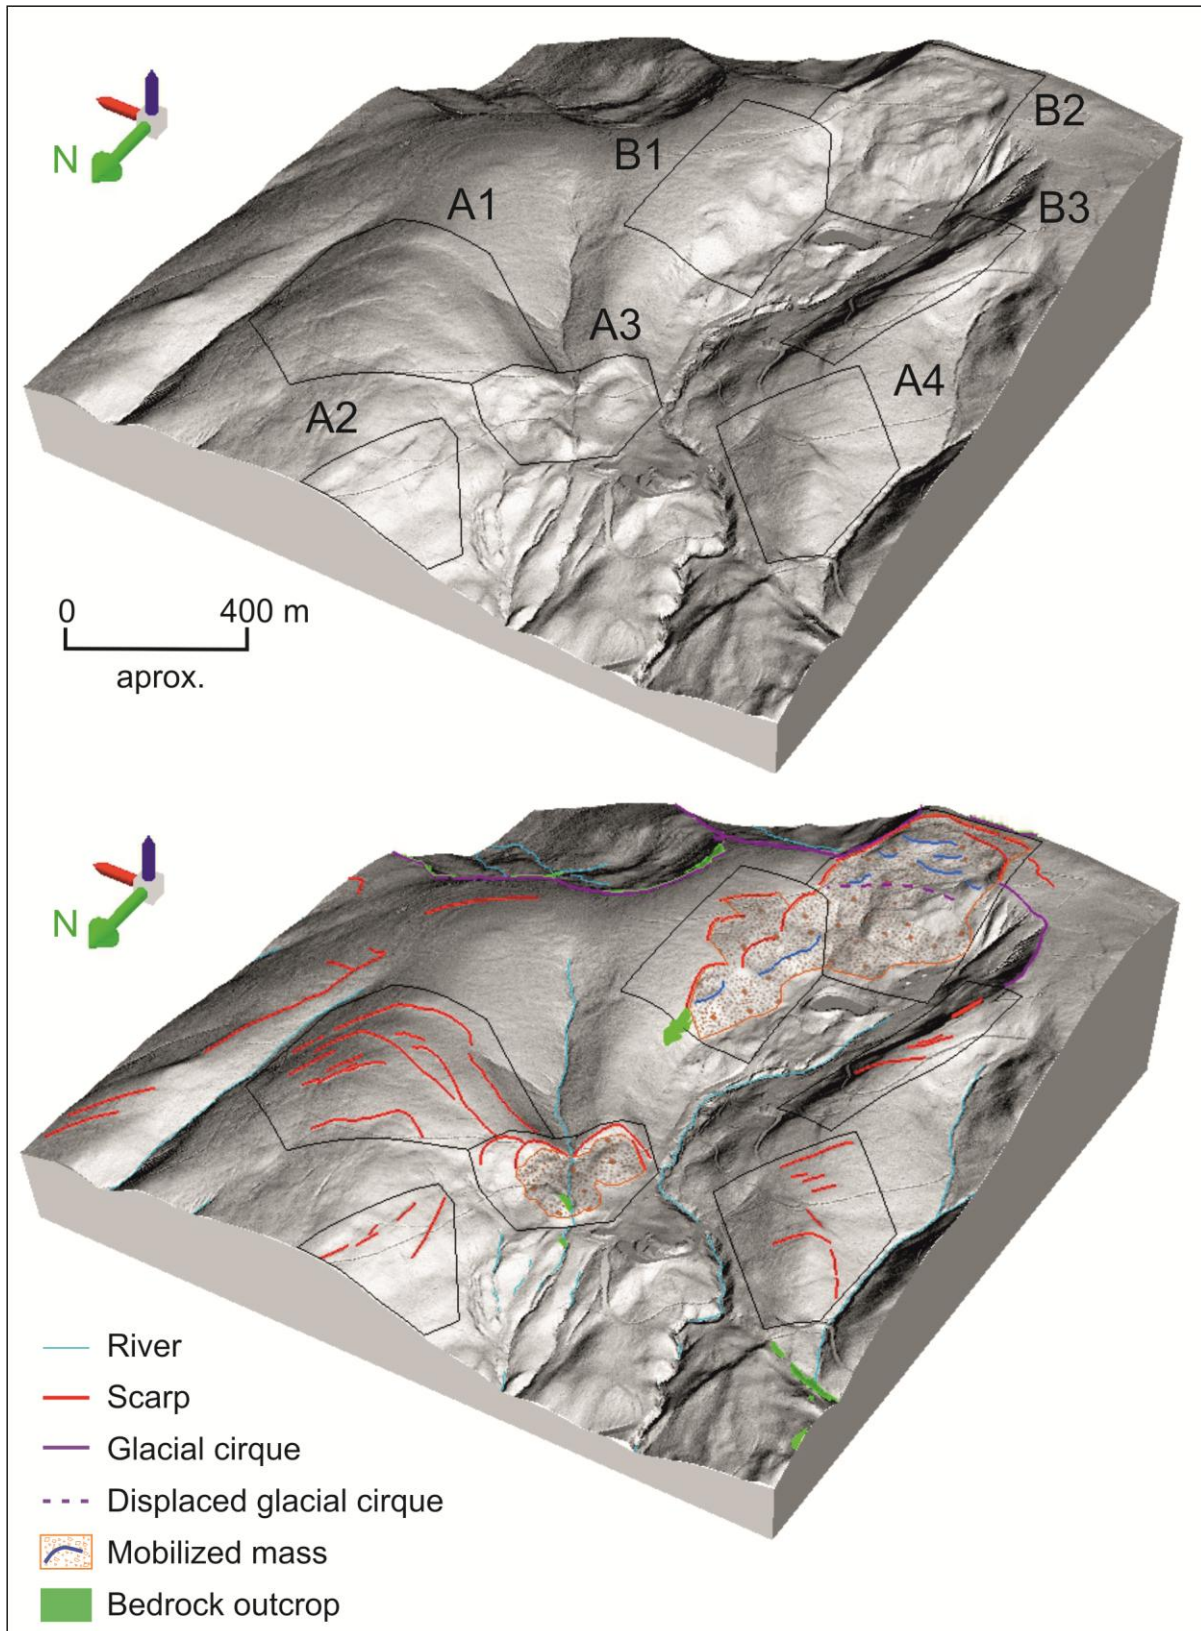 N
A1
B1
B2
B3
A3
A4
A2
0 400 m
aprox.
N
River
Scarp
Glacial cirque
Displaced glacial cirque
Mobilized mass
Bedrock outcrop